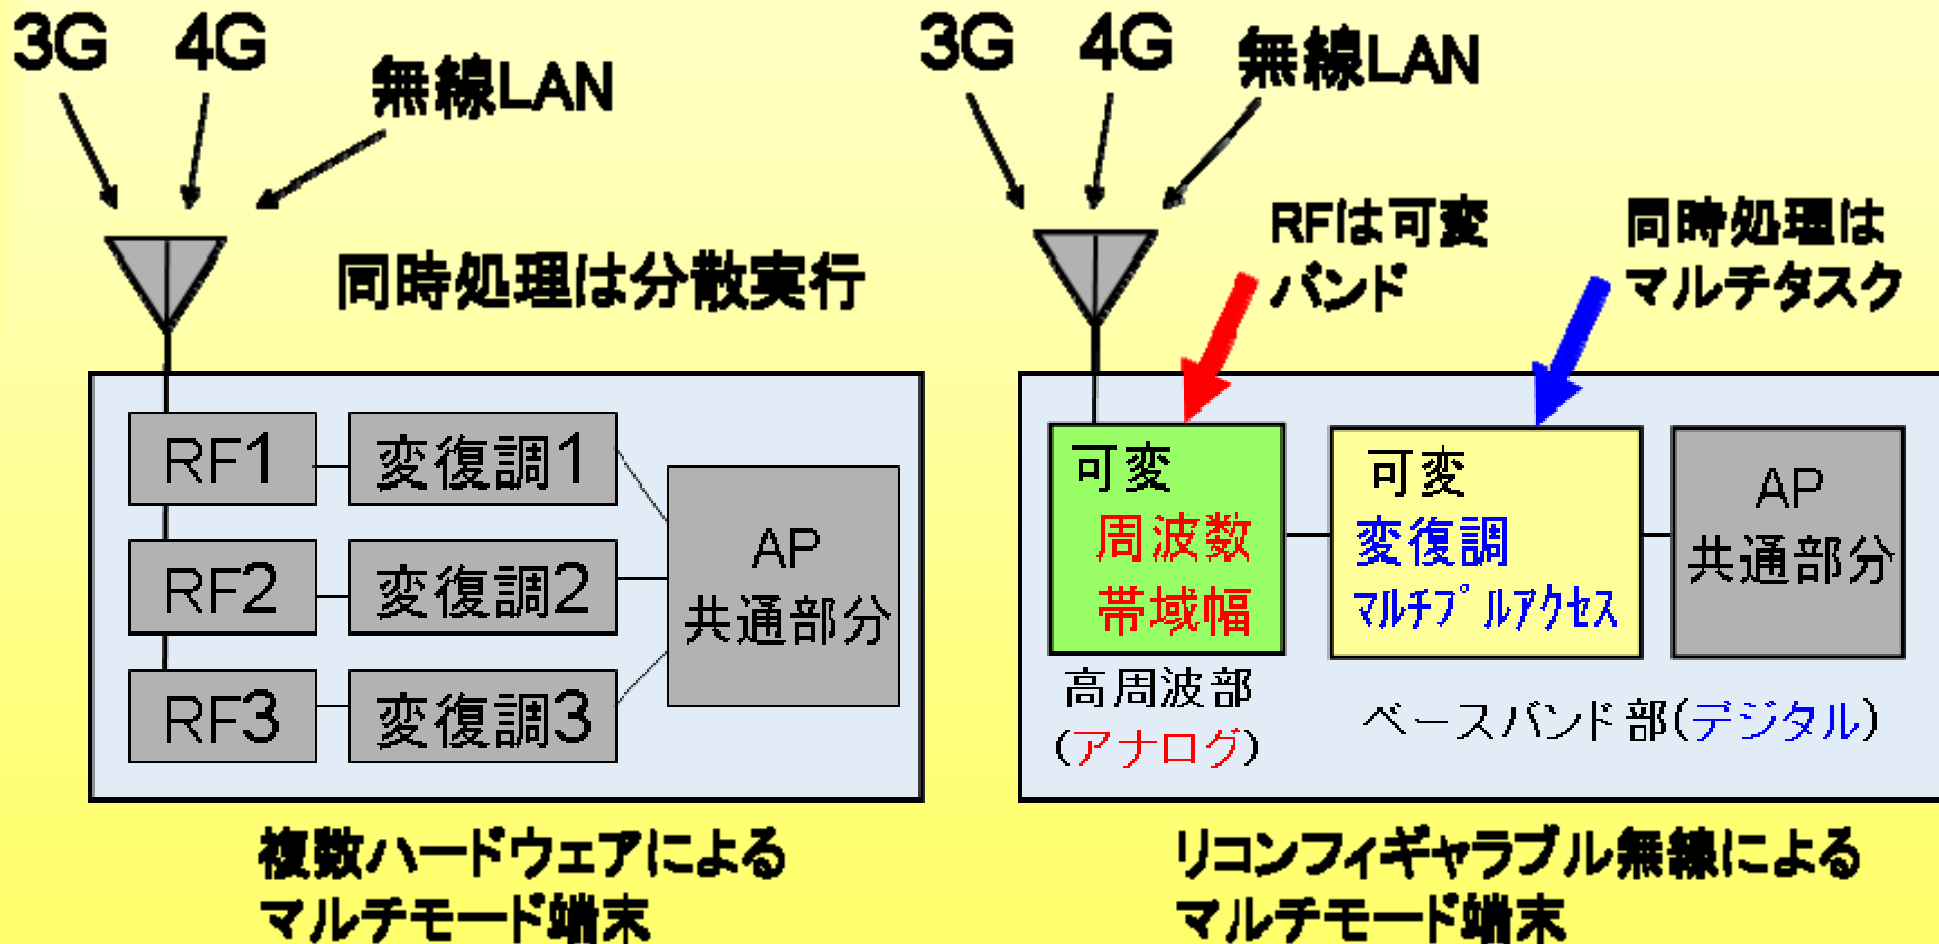 3G 4G 無線LAN
同時処理は分散実行
RF1 変復調1
RF2 変復調2
RF3 変復調3
AP
共通部分
複数ハードウェアによる
マルチモード端末
3G 4G 無線LAN
RFは可変
バンド
同時処理は
マルチタスク
可変
周波数
帯域幅
高周波部
(アナログ)
可変
変復調
マルチプルアクセス
AP
共通部分
ベースバンド部(デジタル)
リコンフィギャラブル無線による
マルチモード端末